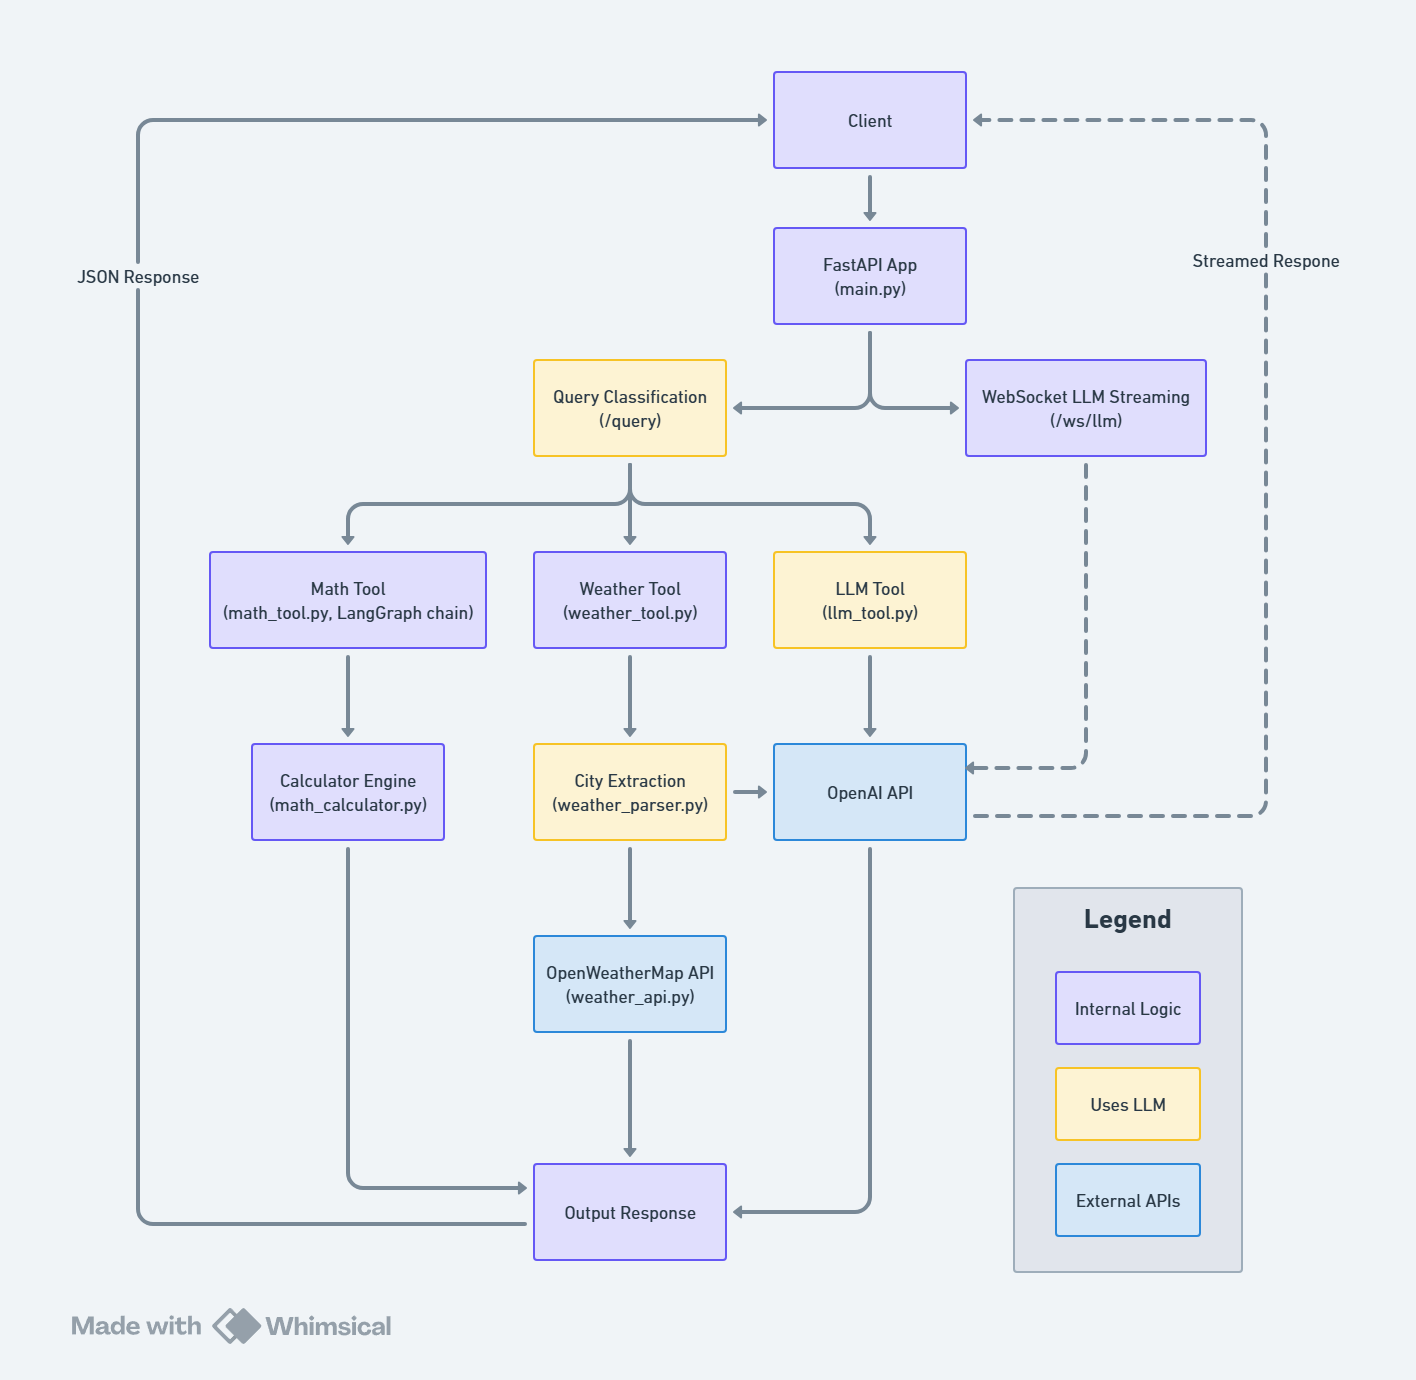 Client
JSON Response
FastAPI App
(main.py)
Streamed Respone
Query Classification
(/query)
WebSocket LLM Streaming
(/ws/llm)
Math Tool
(math_tool.py, LangGraph chain)
Weather Tool
(weather_tool.py)
LLM Tool
(llm_tool.py)
Calculator Engine
(math_calculator.py)
City Extraction
(weather_parser.py)
OpenAI API
OpenWeatherMap API
(weather_api.py)
Output Response
Legend
Internal Logic
Uses LLM
External APIs
Made with Whimsical